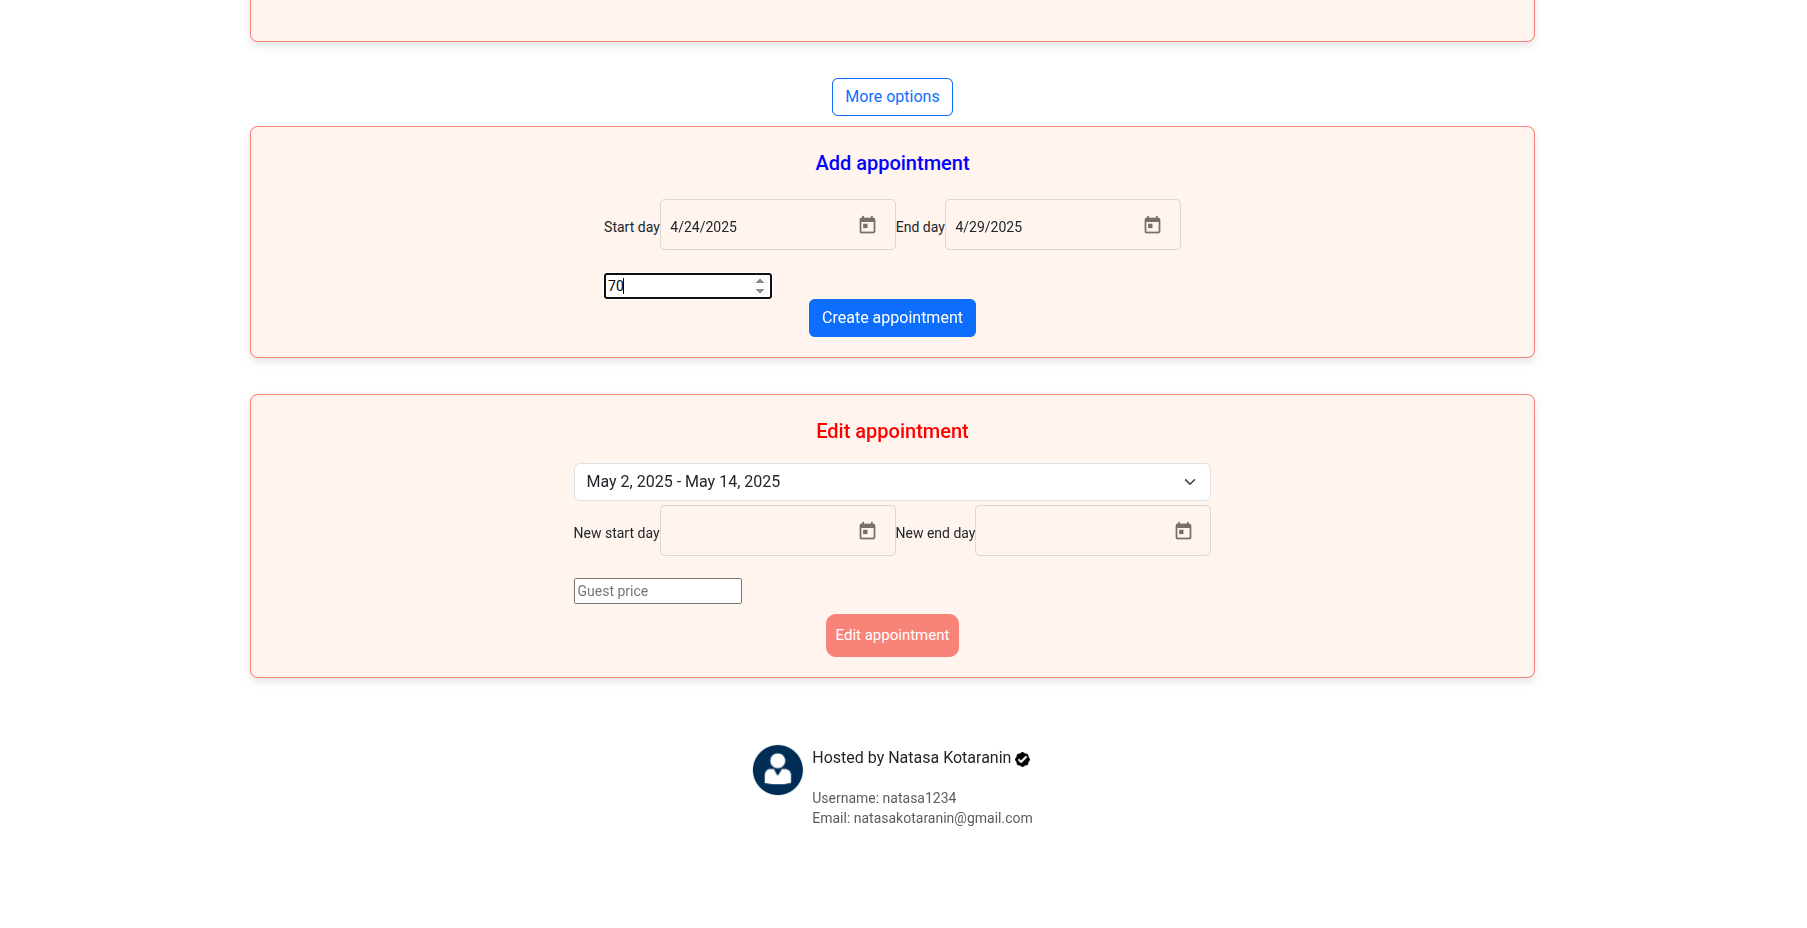 More options
Add appointment
Start day 4/24/2025 End day 4/29/2025
70
Create appointment
Edit appointment
May 2, 2025 - May 14, 2025
New start day New end day
Guest price
Edit appointment
Hosted by Natasa Kotaranin
Username: natasa1234
Email: natasakotaranin@gmail.com